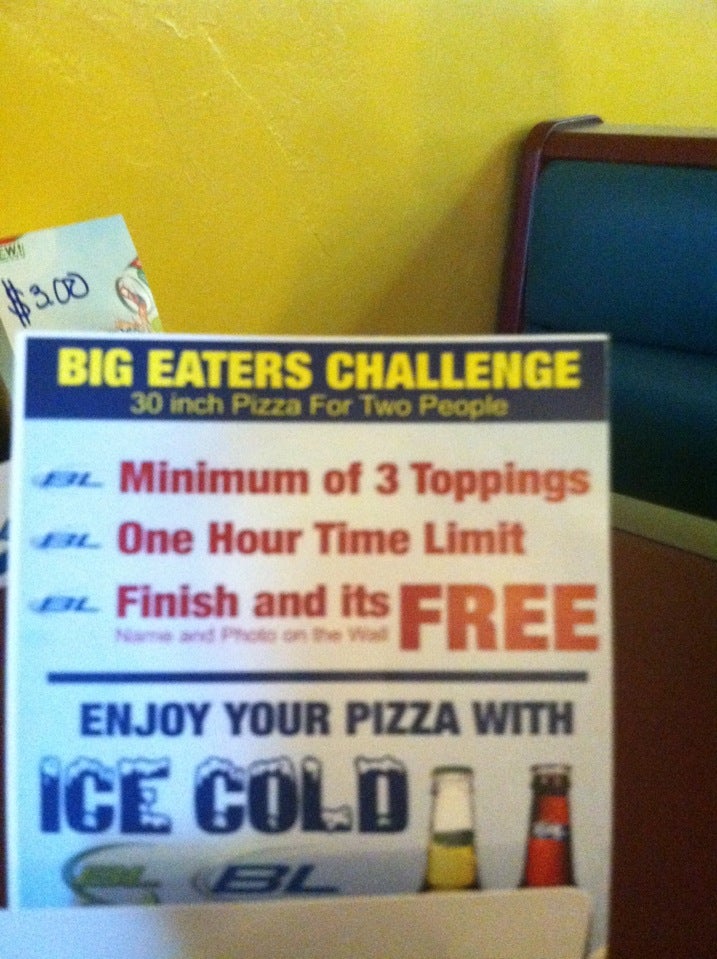 EW!!
$3.00
BIG EATERS CHALLENGE
30 inch Pizza For Two People
BL Minimum of 3 Toppings
BL One Hour Time Limit
BL Finish and its FREE
Name and Photo on the Wall
ENJOY YOUR PIZZA WITH
ICE COLD
BL BL